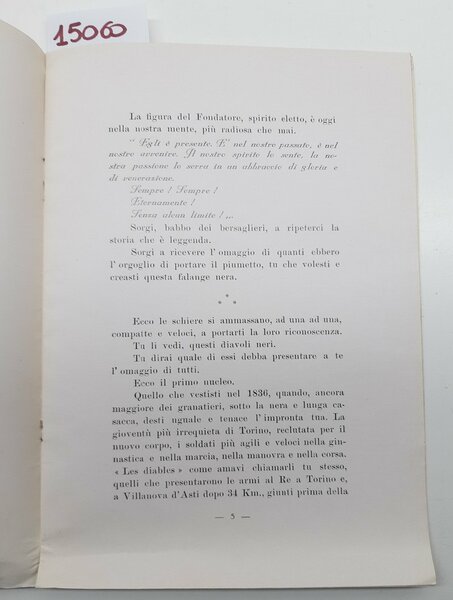 15060
La figura del Fondatore, spirito eletto, è oggi
nella nostra mente, più radiosa che mai.
“ Egli è presente. E' nel nostro passato, è nel
nostro avvenire. Il nostro spirito lo sente, la no-
stra passione lo serra in un abbraccio di gloria e
di venerazione.
Sempre ! Sempre !
Eternamente !
Senza alcun limite ! „.
Sorgi, babbo dei bersaglieri, a ripeterci la
storia che è leggenda.
Sorgi a ricevere l'omaggio di quanti ebbero
l'orgoglio di portare il piumetto, tu che volesti e
creasti questa falange nera.
* * *
Ecco le schiere si ammassano, ad una ad una,
compatte e veloci, a portarti la loro riconoscenza.
Tu li vedi, questi diavoli neri.
Tu dirai quale di essi debba presentare a te
l'omaggio di tutti.
Ecco il primo nucleo.
Quello che vestisti nel 1836, quando, ancora
maggiore dei granatieri, sotto la nera e lunga ca-
sacca, desti uguale e tenace l'impronta tua. La
gioventù più irrequieta di Torino, reclutata per il
nuovo corpo, i soldati più agili e veloci nella gin-
nastica e nella marcia, nella manovra e nella corsa.
« Les diables » come amavi chiamarli tu stesso,
quelli che presentarono le armi al Re a Torino e,
a Villanova d'Asti dopo 34 Km., giunti prima della
— 5 —